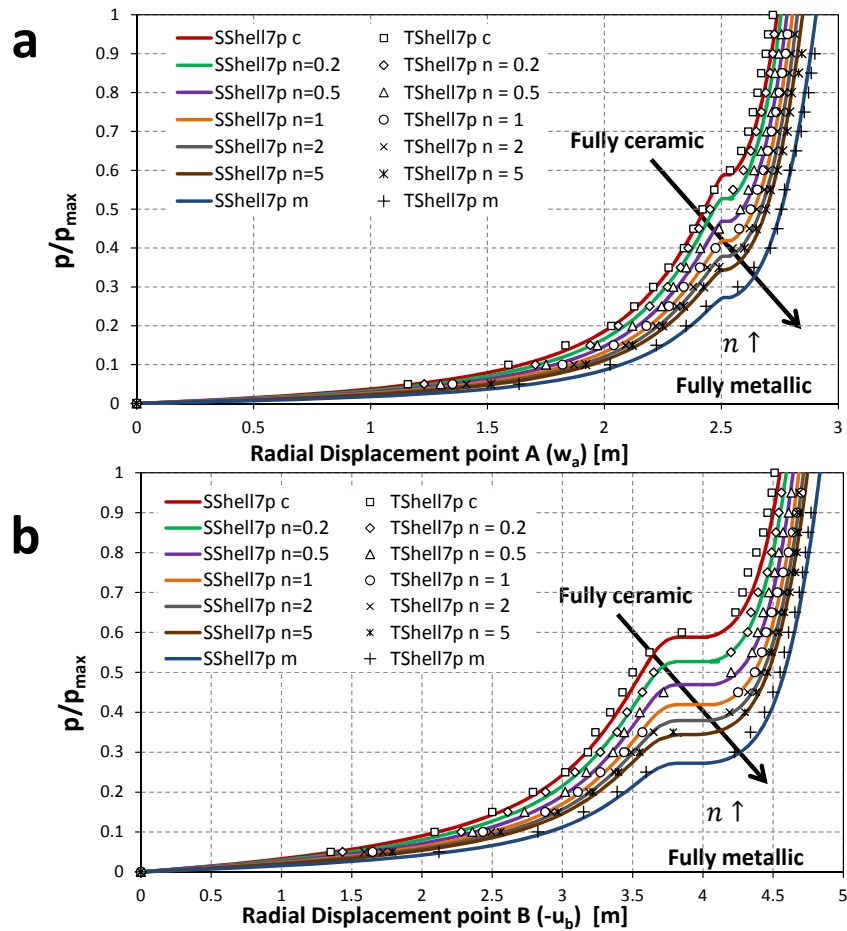 a
SShell7p c
TShell7p c
SShell7p n=0.2
TShell7p n = 0.2
SShell7p n=0.5
TShell7p n = 0.5
SShell7p n=1
TShell7p n = 1
SShell7p n=2
TShell7p n = 2
SShell7p n=5
TShell7p n = 5
SShell7p m
TShell7p m
Fully ceramic
n ↑
Fully metallic
p/pmax
1
0.9
0.8
0.7
0.6
0.5
0.4
0.3
0.2
0.1
0
0 0.5 1 1.5 2 2.5 3
Radial Displacement point A (wa) [m]
b
SShell7p c
TShell7p c
SShell7p n=0.2
TShell7p n = 0.2
SShell7p n=0.5
TShell7p n = 0.5
SShell7p n=1
TShell7p n = 1
SShell7p n=2
TShell7p n = 2
SShell7p n=5
TShell7p n = 5
SShell7p m
TShell7p m
Fully ceramic
n ↑
Fully metallic
p/pmax
1
0.9
0.8
0.7
0.6
0.5
0.4
0.3
0.2
0.1
0
0 0.5 1 1.5 2 2.5 3 3.5 4 4.5 5
Radial Displacement point B (-ub) [m]